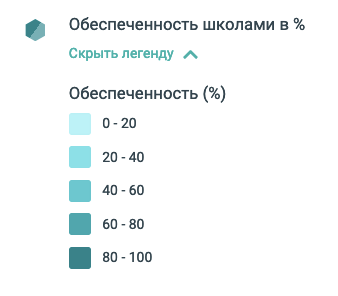 Обеспеченность школами в %
Скрыть легенду
Обеспеченность (%)
0 - 20
20 - 40
40 - 60
60 - 80
80 - 100